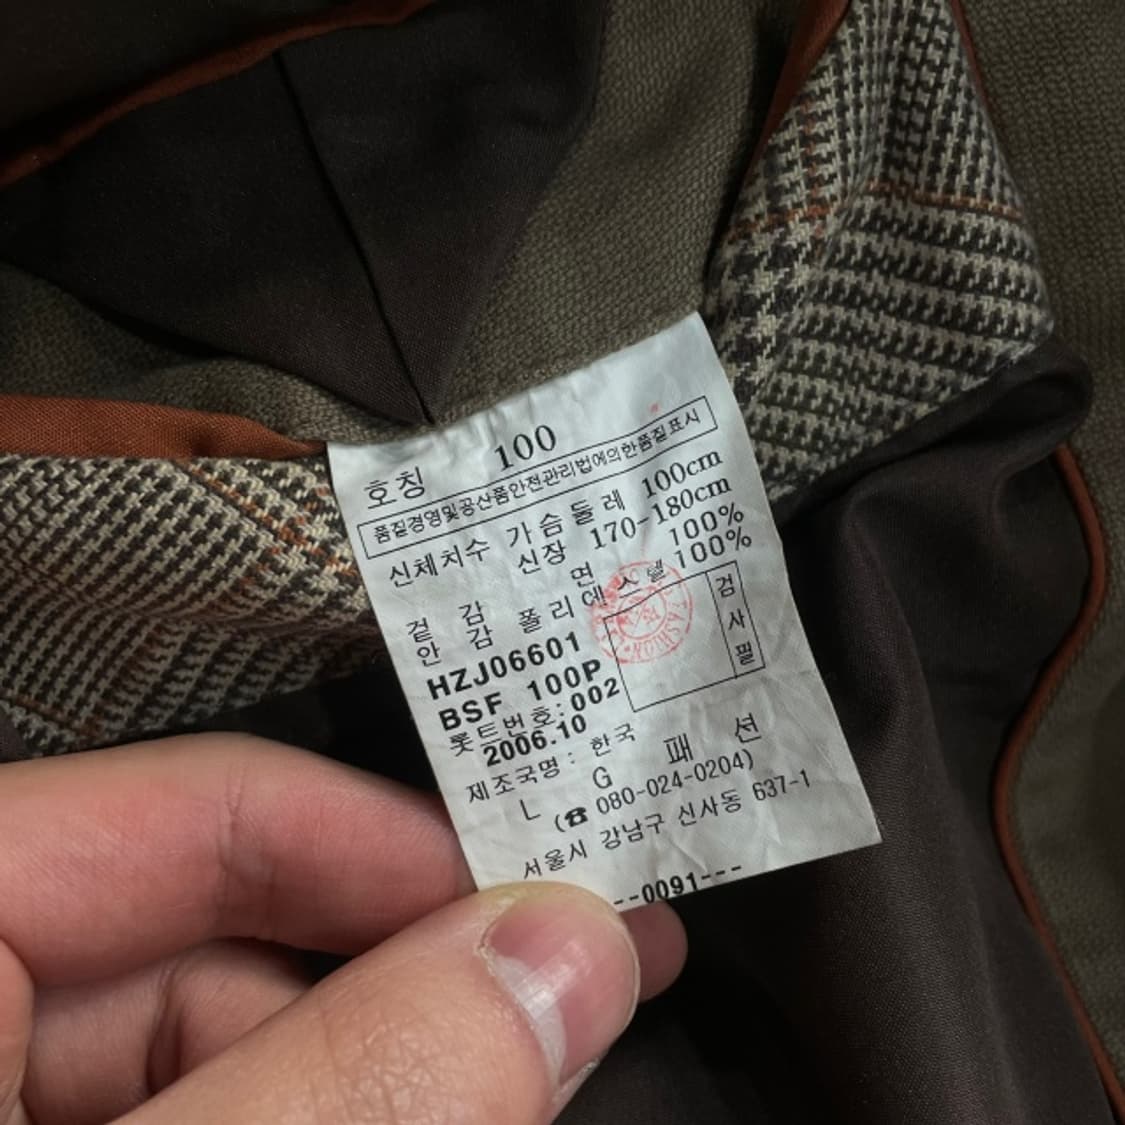 호칭 100
품질경영및공산품안전관리법에의한품질표시
신체치수 가슴둘레 100cm
신장 170-180cm
겉감 면 100%
안감 폴리에스텔 100%
HZJ06601
BSF 100P
롯트번호:002
2006.10
제조국명: 한국
L G 패션
(☎ 080-024-0204)
서울시 강남구 신사동 637-1
--0091---
검사필
FASHION